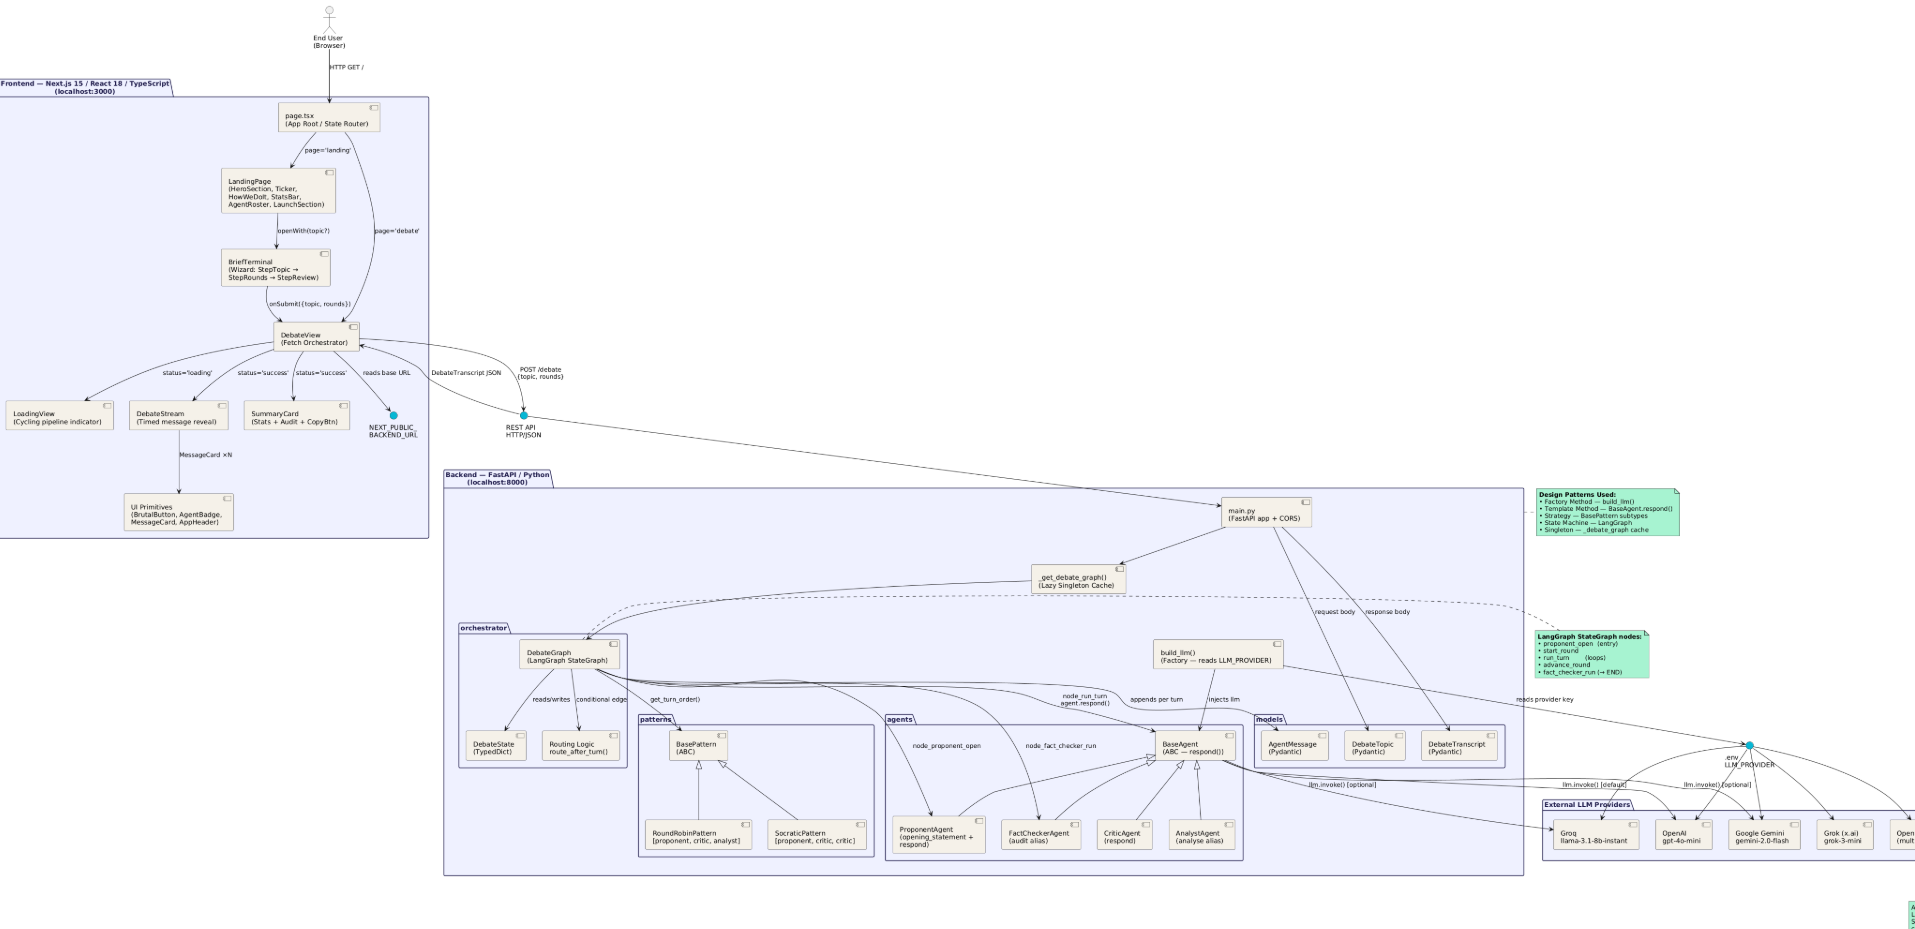 End User
(Browser)
HTTP GET /
Frontend — Next.js 15 / React 18 / TypeScript
(localhost:3000)
page.tsx
(App Root / State Router)
page='landing'
LandingPage
(HeroSection, Ticker,
HowWeDoIt, StatsBar,
AgentRoster, LaunchSection)
openWith(topic?)
page='debate'
BriefTerminal
(Wizard: StepTopic →
StepRounds → StepReview)
onSubmit({topic, rounds})
DebateView
(Fetch Orchestrator)
status='loading'
status='success'
status='success'
reads base URL
DebateTranscript JSON
POST /debate
{topic, rounds}
LoadingView
(Cycling pipeline indicator)
DebateStream
(Timed message reveal)
SummaryCard
(Stats + Audit + CopyBtn)
NEXT_PUBLIC_
BACKEND_URL
REST API
HTTP/JSON
MessageCard ×N
UI Primitives
(BrutalButton, AgentBadge,
MessageCard, AppHeader)
Backend — FastAPI / Python
(localhost:8000)
main.py
(FastAPI app + CORS)
Design Patterns Used:
• Factory Method — build_llm()
• Template Method — BaseAgent.respond()
• Strategy — BasePattern subtypes
• State Machine — LangGraph
• Singleton — _debate_graph cache
_get_debate_graph()
(Lazy Singleton Cache)
request body
response body
orchestrator
DebateGraph
(LangGraph StateGraph)
build_llm()
(Factory — reads LLM_PROVIDER)
LangGraph StateGraph nodes:
• proponent_open (entry)
• start_round
• run_turn (loops)
• advance_round
• fact_checker_run (→ END)
reads/writes
conditional edge
get_turn_order()
node_run_turn
agent.respond()
appends per turn
injects llm
reads provider key
patterns
agents
models
DebateState
(TypedDict)
Routing Logic
route_after_turn()
BasePattern
(ABC)
node_proponent_open
node_fact_checker_run
BaseAgent
(ABC — respond())
AgentMessage
(Pydantic)
DebateTopic
(Pydantic)
DebateTranscript
(Pydantic)
.env
LLM_PROVIDER
llm.invoke() [optional]
llm.invoke() [default]
llm.invoke() [optional]
External LLM Providers
RoundRobinPattern
[proponent, critic, analyst]
SocraticPattern
[proponent, critic, critic]
ProponentAgent
(opening_statement +
respond)
FactCheckerAgent
(audit alias)
CriticAgent
(respond)
AnalystAgent
(analyse alias)
Groq
llama-3.1-8b-instant
OpenAI
gpt-4o-mini
Google Gemini
gemini-2.0-flash
Grok (x.ai)
grok-3-mini
Open
(mult